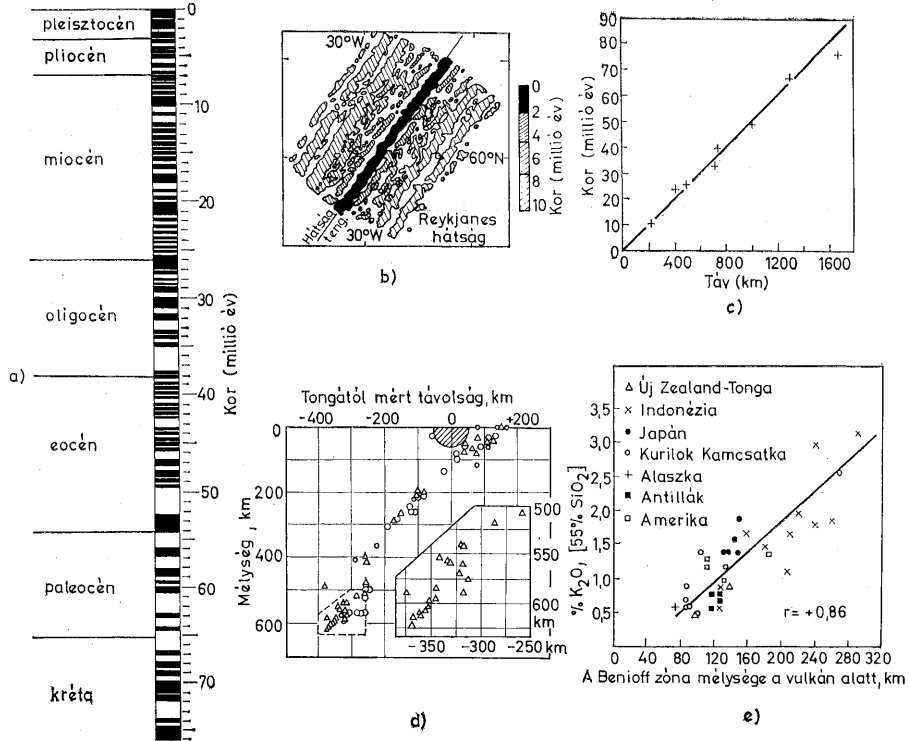 a)
pleisztocén
pliocén
miocén
oligocén
eocén
paleocén
kréta
0
10
20
30
40
50
60
70
Kor (millió év)
30°W
60°N
30°W
Hátság
teng.
Reykjanes
hátság
0
2
4
6
8
10
Kor (millió év)
b)
90
80
70
60
50
40
30
20
10
0
Kor (millió év)
0 400 800 1200 1600
Táv (km)
c)
Tongától mért távolság, km
-400 -200 0 +200
0
200
400
600
Mélység, km
500
550
600
km
-350 -300 -250 km
d)
△ Új Zealand-Tonga
× Indonézia
● Japán
○ Kurilok Kamcsatka
+ Alaszka
■ Antillák
□ Amerika
3,5
3,0
2,5
2,0
1,5
1,0
0,5
% K₂O, [55% SiO₂]
r = +0,86
0 40 80 120 160 200 240 280 320
A Benioff zóna mélysége a vulkán alatt, km
e)